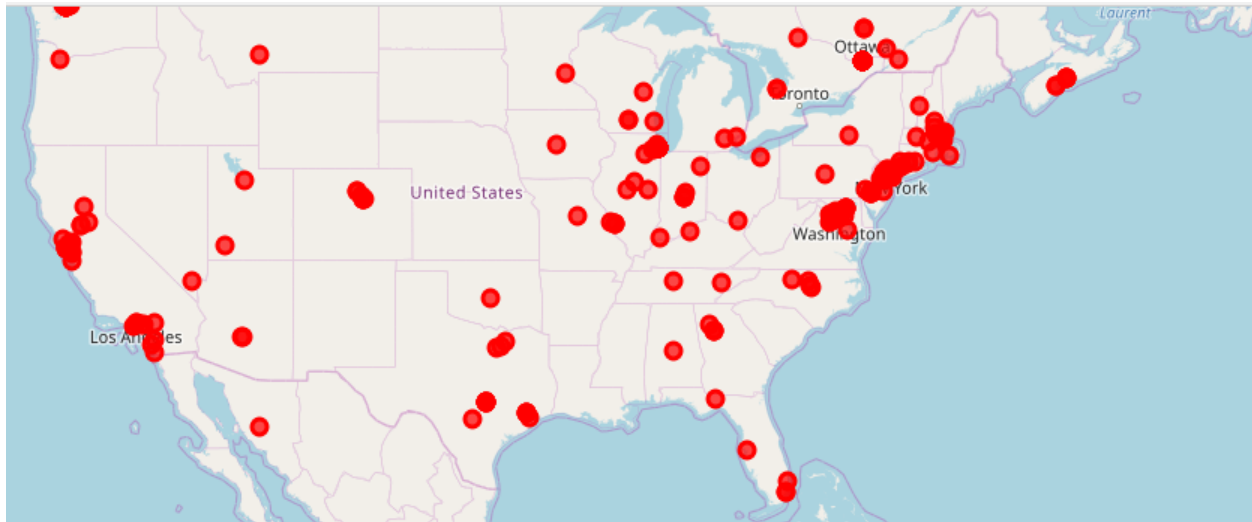 Laurent
Ottawa
Toronto
United States
New York
Washington
Los Angeles